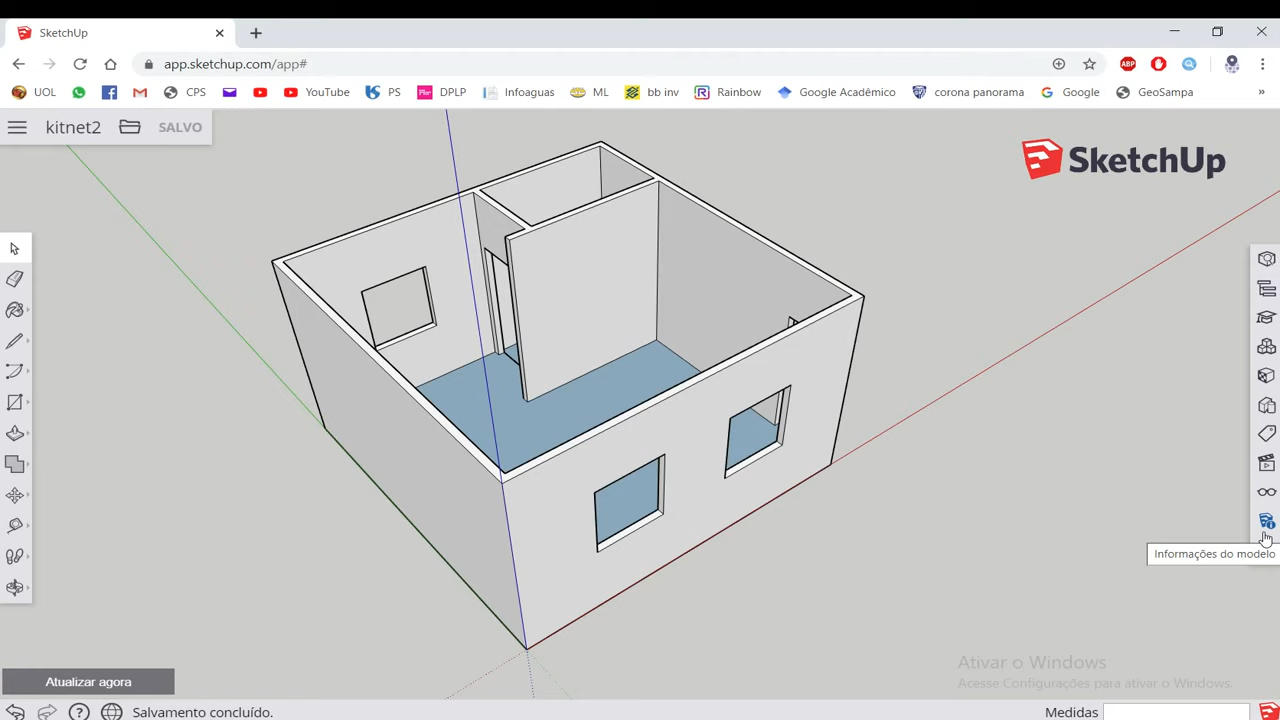 SketchUp
app.sketchup.com/app#
ABP
UOL
CPS
YouTube
PS
DPLP
Infoaguas
ML
bb inv
Rainbow
Google Acadêmico
corona panorama
Google
GeoSampa
»
kitnet2
SALVO
SketchUp
Informações do modelo
Ativar o Windows
Acesse Configurações para ativar o Windows.
Atualizar agora
Salvamento concluído.
Medidas